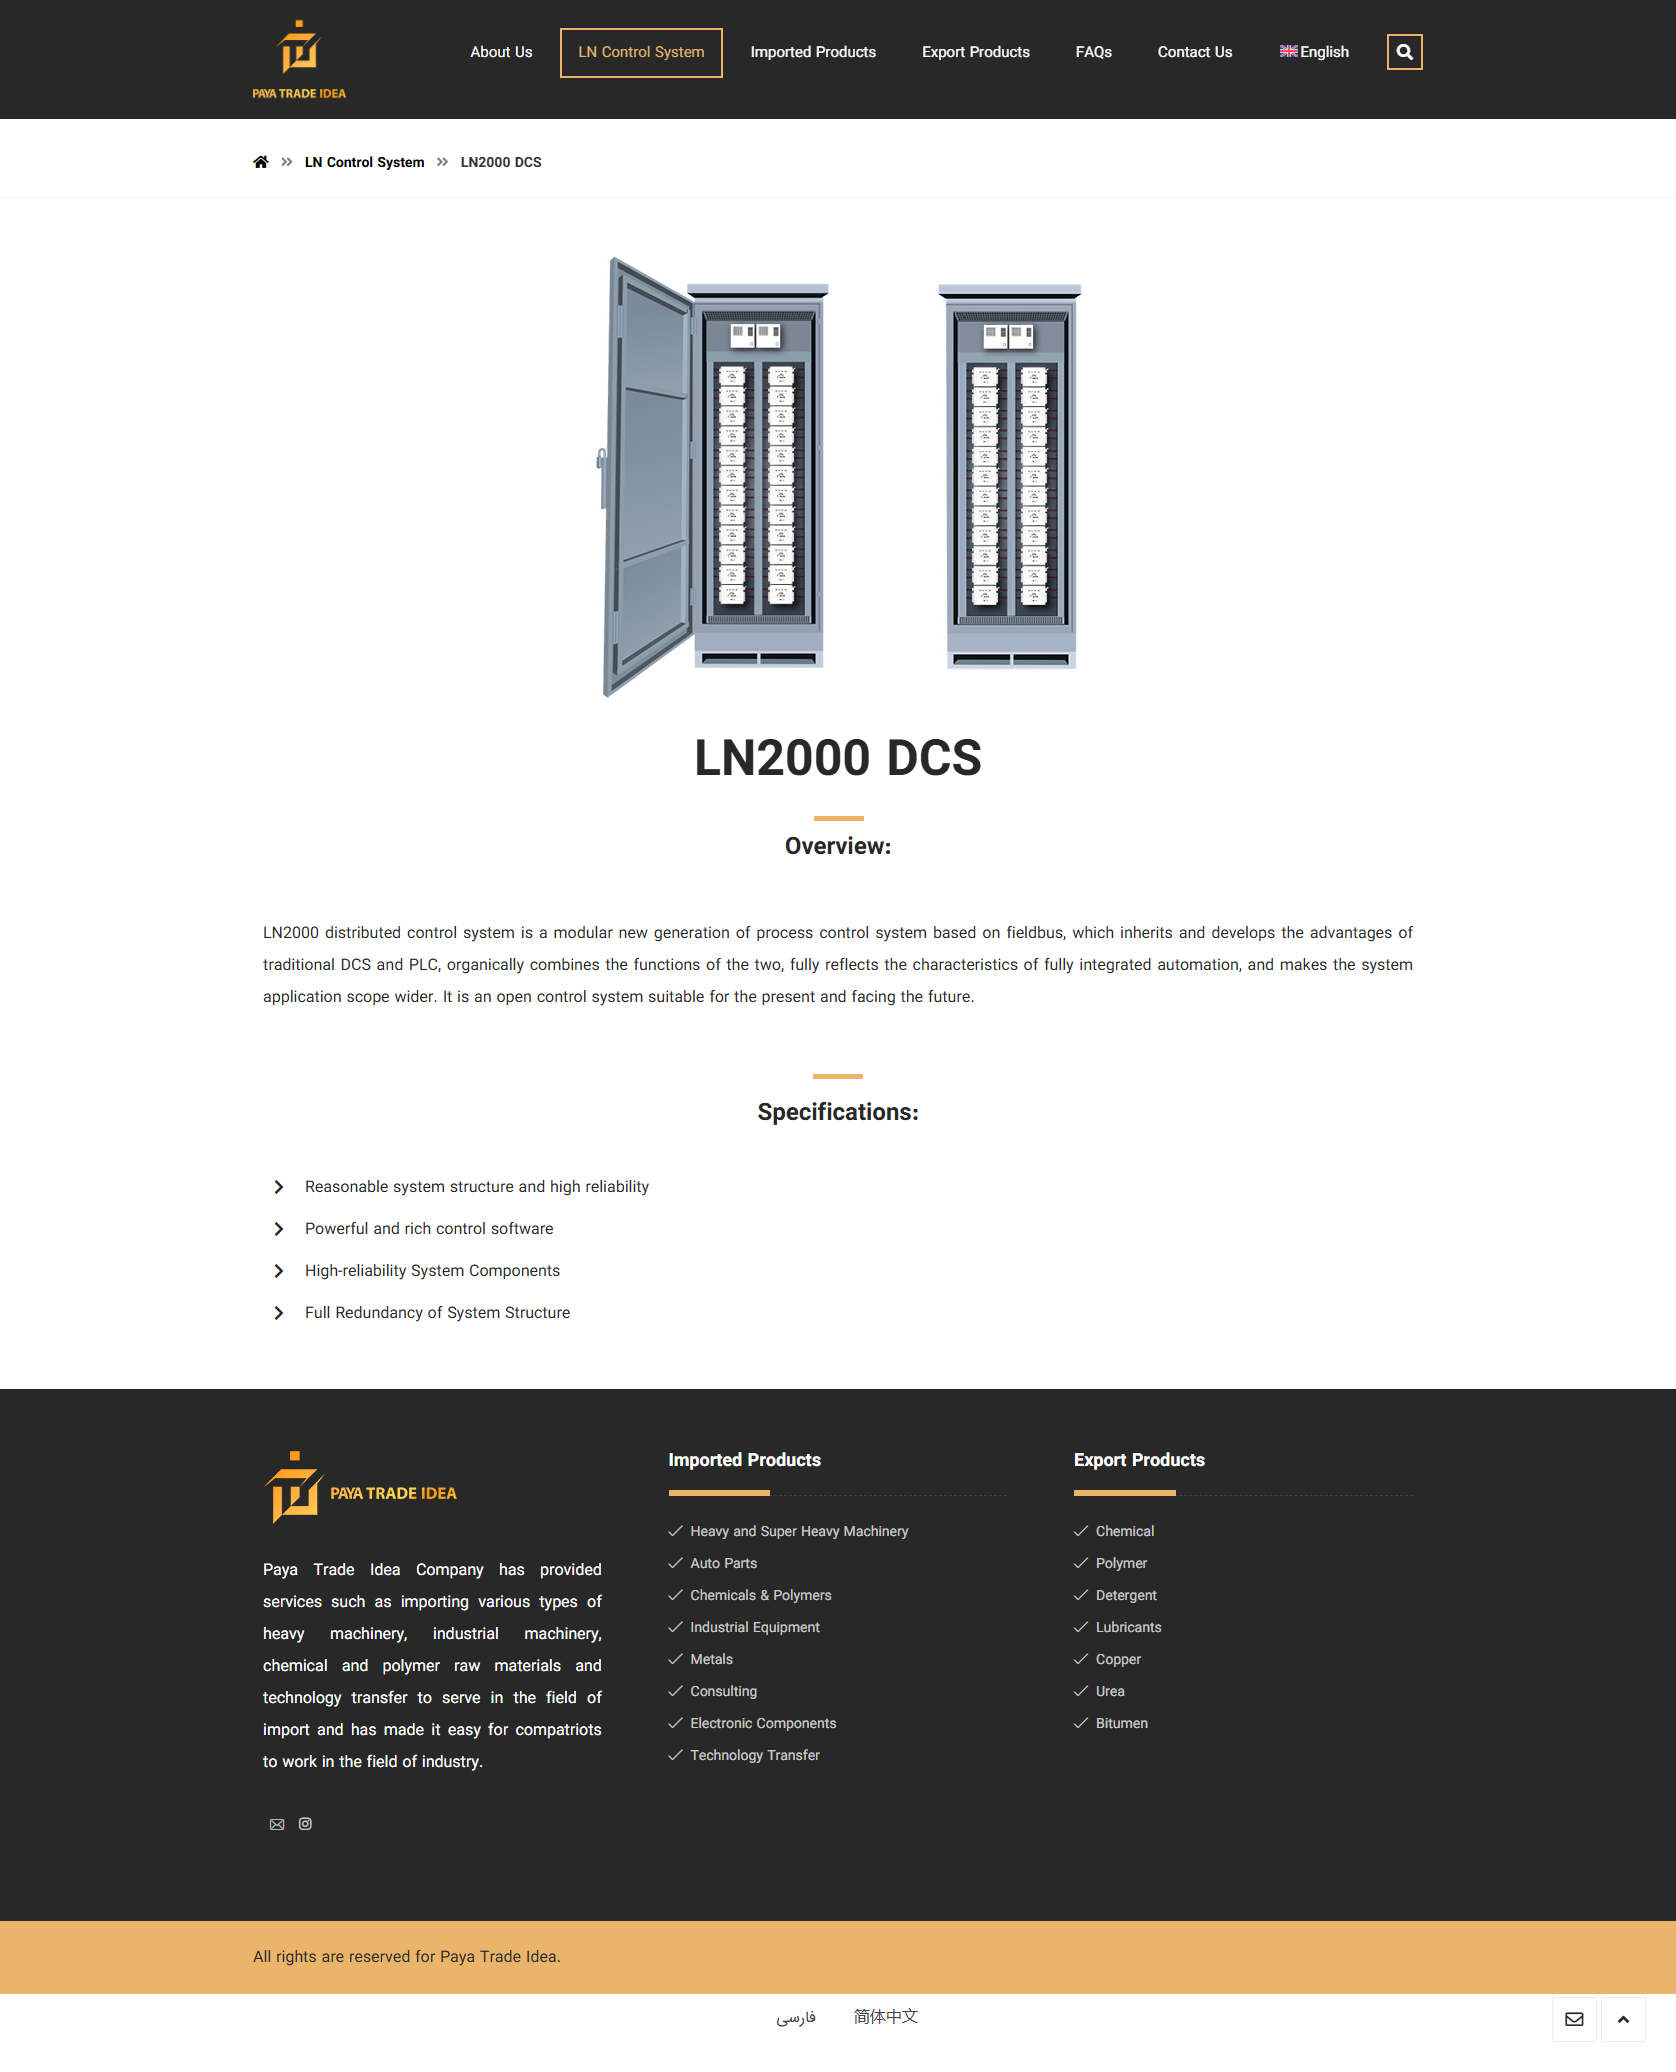 PAYA TRADE IDEA
About Us
LN Control System
Imported Products
Export Products
FAQs
Contact Us
English
LN Control System
LN2000 DCS
LN2000 DCS
Overview:
LN2000 distributed control system is a modular new generation of process control system based on fieldbus, which inherits and develops the advantages of
traditional DCS and PLC, organically combines the functions of the two, fully reflects the characteristics of fully integrated automation, and makes the system
application scope wider. It is an open control system suitable for the present and facing the future.
Specifications:
Reasonable system structure and high reliability
Powerful and rich control software
High-reliability System Components
Full Redundancy of System Structure
PAYA TRADE IDEA
Paya Trade Idea Company has provided
services such as importing various types of
heavy machinery, industrial machinery,
chemical and polymer raw materials and
technology transfer to serve in the field of
import and has made it easy for compatriots
to work in the field of industry.
Imported Products
Heavy and Super Heavy Machinery
Auto Parts
Chemicals & Polymers
Industrial Equipment
Metals
Consulting
Electronic Components
Technology Transfer
Export Products
Chemical
Polymer
Detergent
Lubricants
Copper
Urea
Bitumen
All rights are reserved for Paya Trade Idea.
فارسی
简体中文